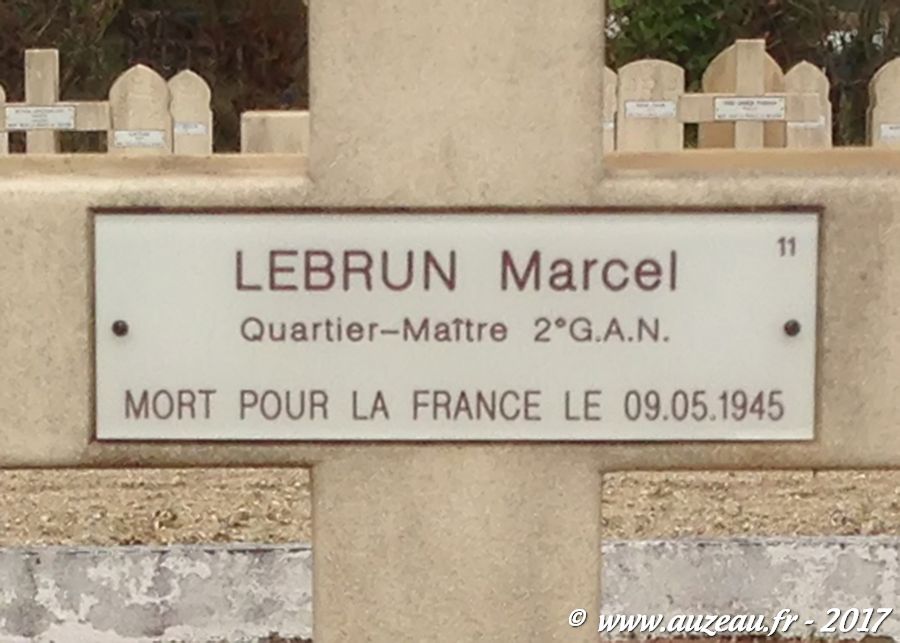 11
LEBRUN Marcel
Quartier-Maître 2°G.A.N.
MORT POUR LA FRANCE LE 09.05.1945
© www.auzeau.fr - 2017